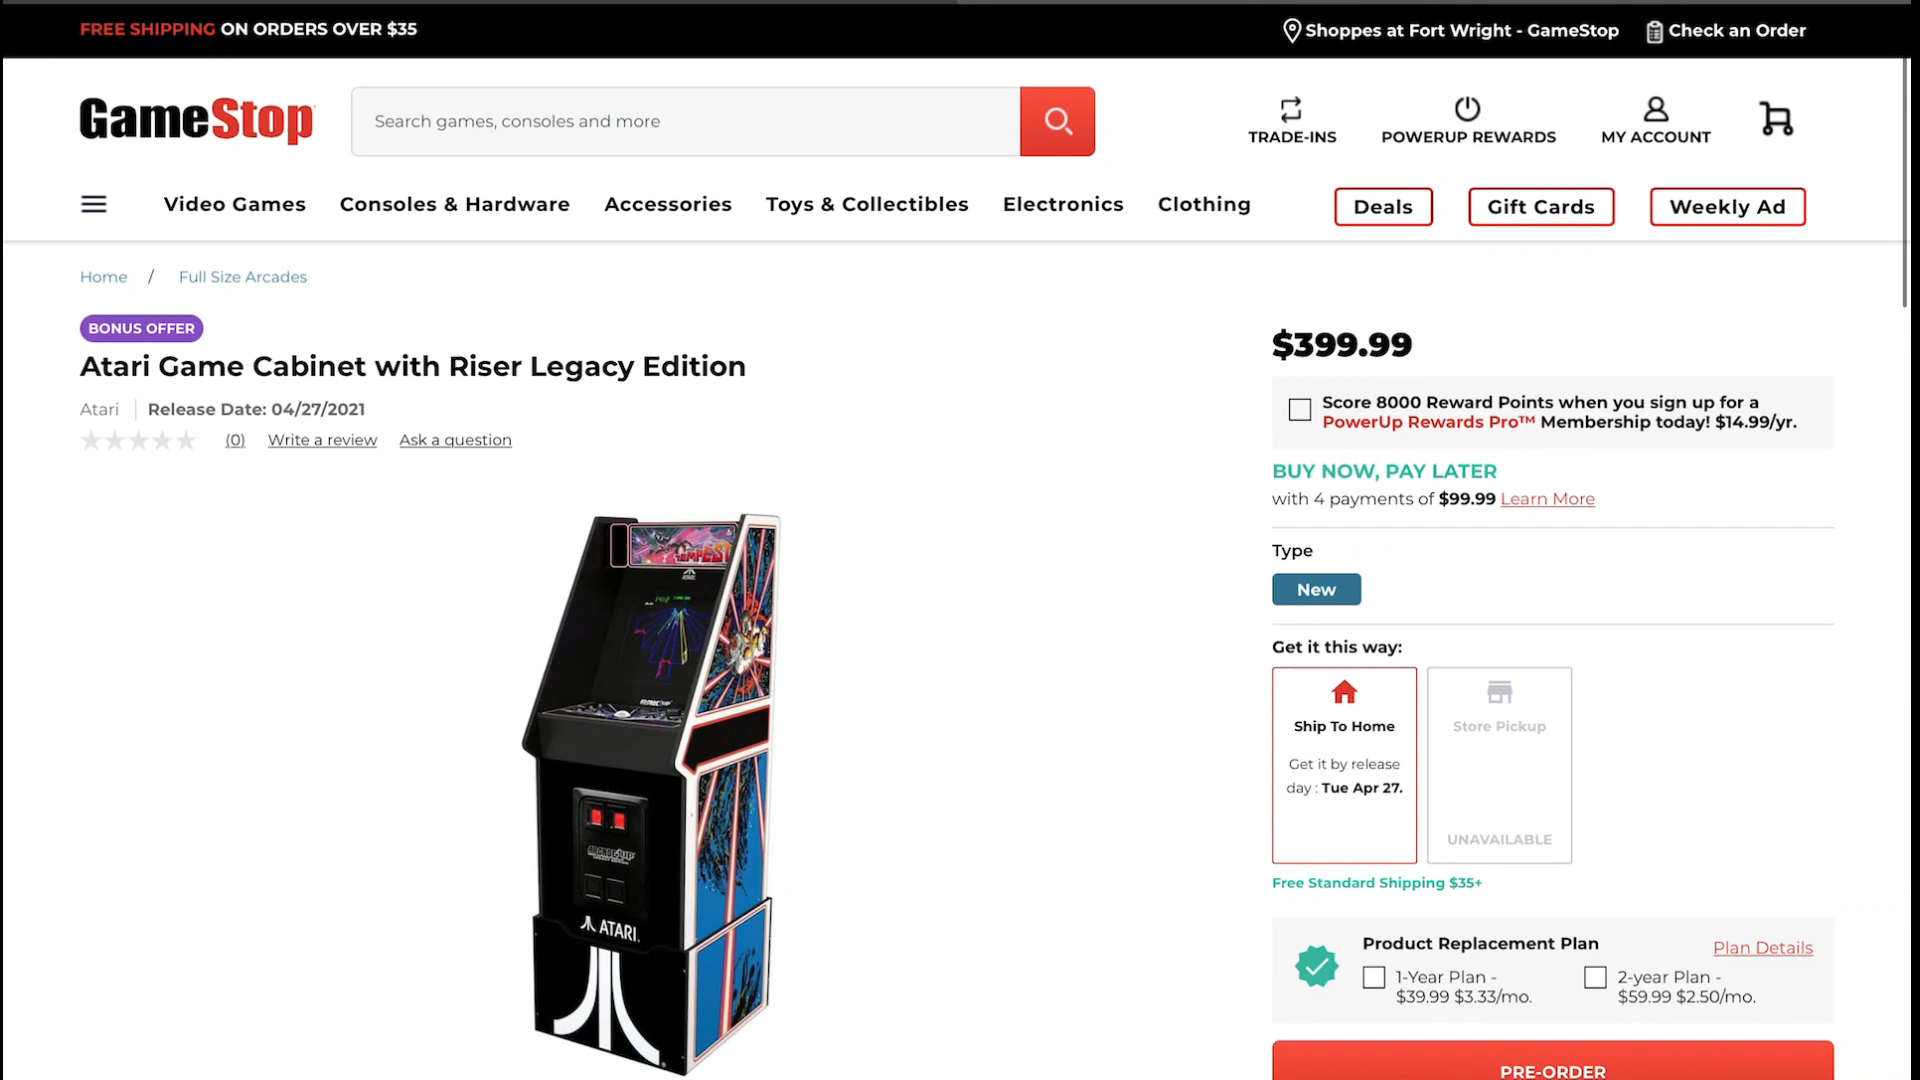 FREE SHIPPING ON ORDERS OVER $35
Shoppes at Fort Wright - GameStop
Check an Order
GameStop
Search games, consoles and more
TRADE-INS
POWERUP REWARDS
MY ACCOUNT
Video Games
Consoles & Hardware
Accessories
Toys & Collectibles
Electronics
Clothing
Deals
Gift Cards
Weekly Ad
Home / Full Size Arcades
BONUS OFFER
Atari Game Cabinet with Riser Legacy Edition
Atari
Release Date: 04/27/2021
(0)
Write a review
Ask a question
TEMPEST
ATARI
ARCADE1UP
ATARI
$399.99
Score 8000 Reward Points when you sign up for a
PowerUp Rewards Pro™ Membership today! $14.99/yr.
BUY NOW, PAY LATER
with 4 payments of $99.99 Learn More
Type
New
Get it this way:
Ship To Home
Get it by release
day : Tue Apr 27.
Store Pickup
UNAVAILABLE
Free Standard Shipping $35+
Product Replacement Plan
Plan Details
1-Year Plan -
$39.99 $3.33/mo.
2-year Plan -
$59.99 $2.50/mo.
PRE-ORDER